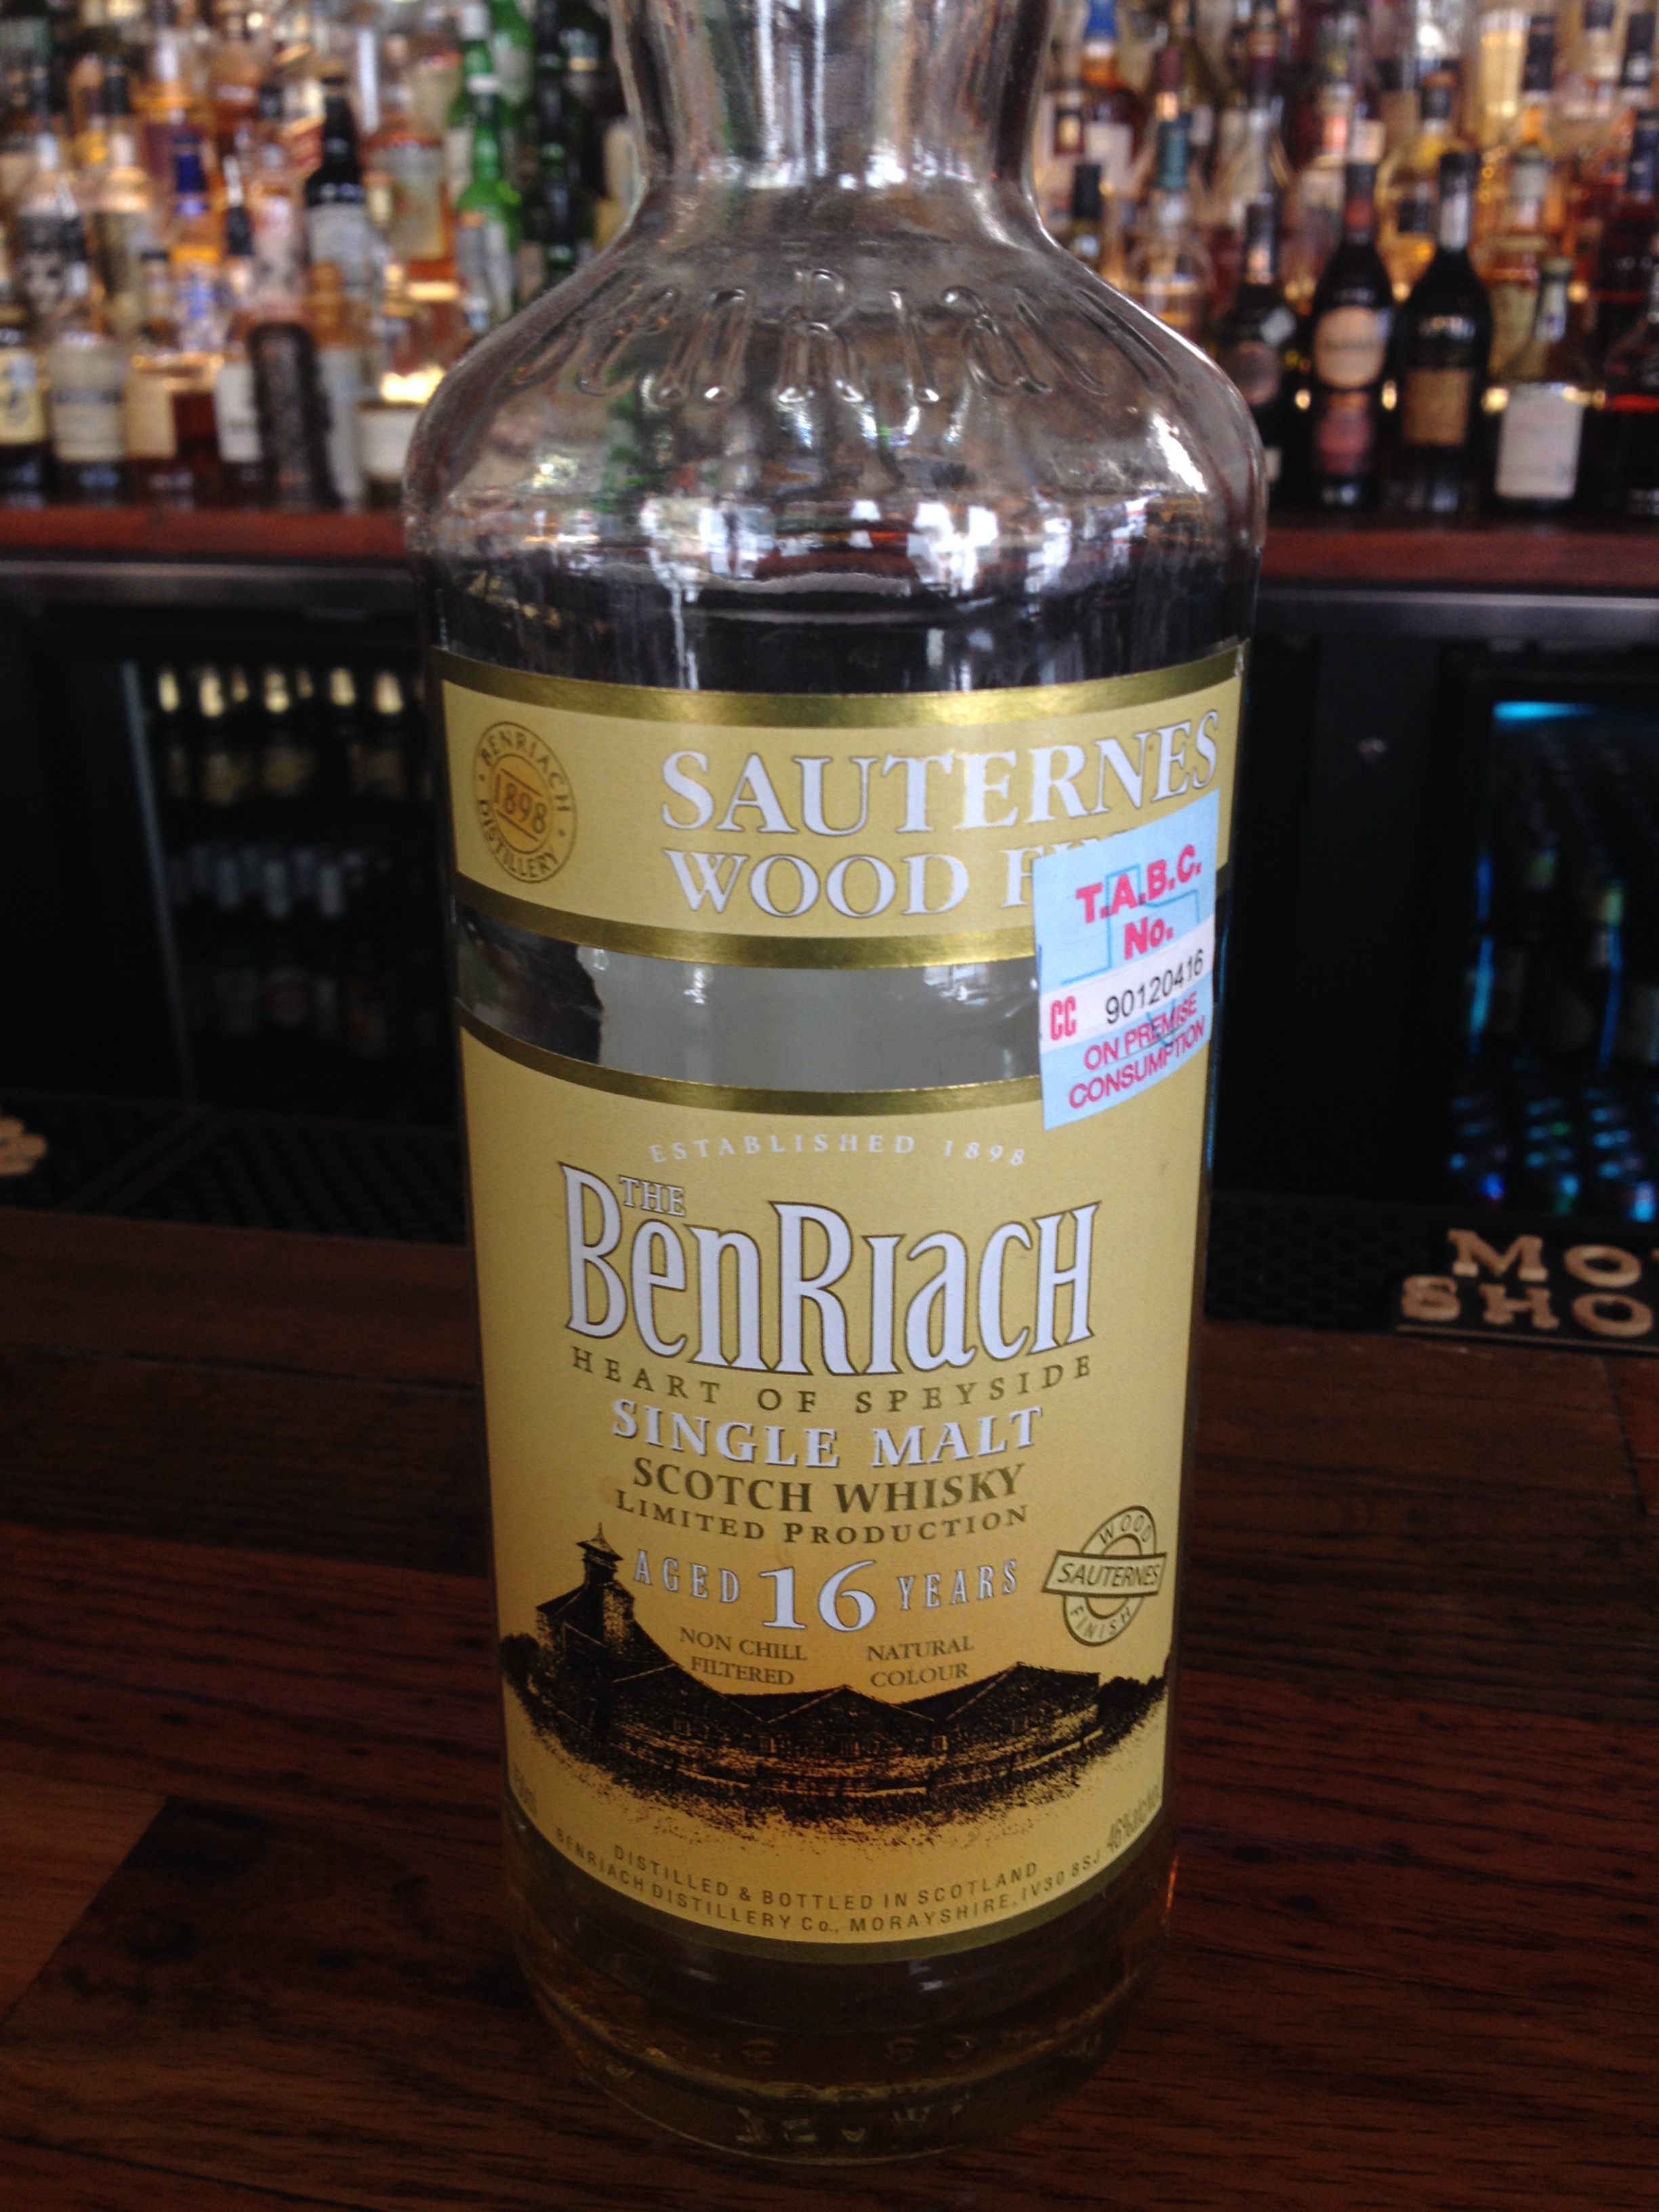 BENRIACH
1898
DISTILLERY
SAUTERNES
WOOD
T.A.B.C.
No.
CC 90120416
ON PREMISE
CONSUMPTION
ESTABLISHED 1898
THE
BENRIACH
HEART OF SPEYSIDE
SINGLE MALT
SCOTCH WHISKY
LIMITED PRODUCTION
AGED 16 YEARS
WOOD
SAUTERNES
FINISH
NON CHILL
FILTERED
NATURAL
COLOUR
DISTILLED & BOTTLED IN SCOTLAND
BENRIACH DISTILLERY Co., MORAYSHIRE, IV30 8SJ
MO
SHO